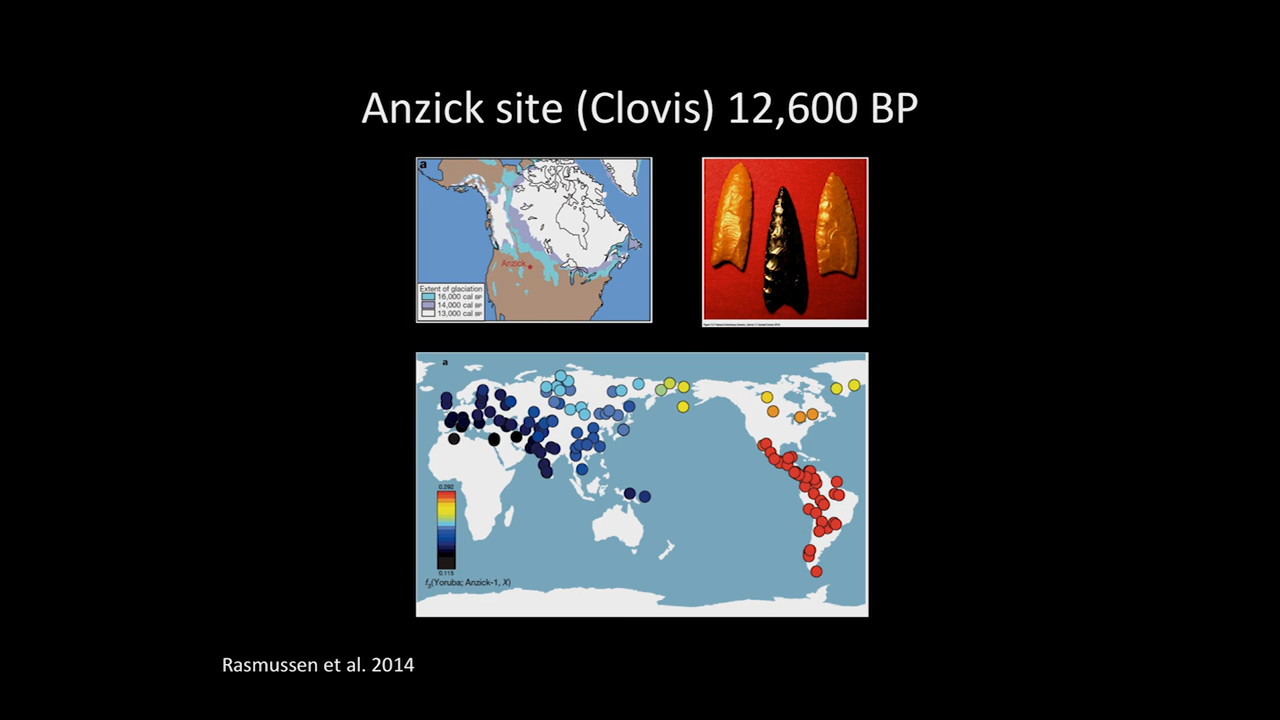 Anzick site (Clovis) 12,600 BP
a
Anzick
Extent of glaciation
16,000 cal BP
14,000 cal BP
13,000 cal BP
a
0.292
0.115
f3(Yoruba; Anzick-1, X)
Rasmussen et al. 2014